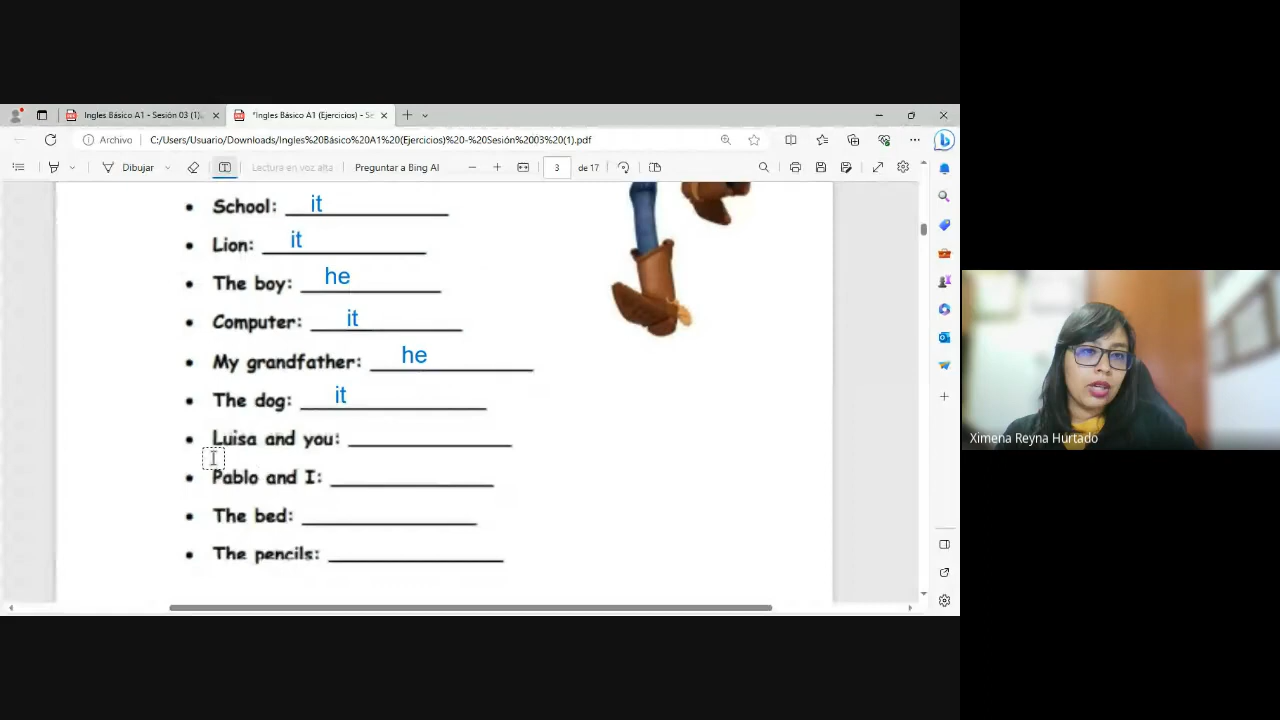 Ingles Básico A1 - Sesión 03 (1).
*Ingles Básico A1 (Ejercicios) - Se
Archivo
C:/Users/Usuario/Downloads/Ingles%20Básico%20A1%20(Ejercicios)%20-%20Sesión%2003%20(1).pdf
Dibujar
Lectura en voz alta
Preguntar a Bing AI
3
de 17
School: it
Lion: it
The boy: he
Computer: it
My grandfather: he
The dog: it
Luisa and you:
Pablo and I:
The bed:
The pencils:
Ximena Reyna Hurtado